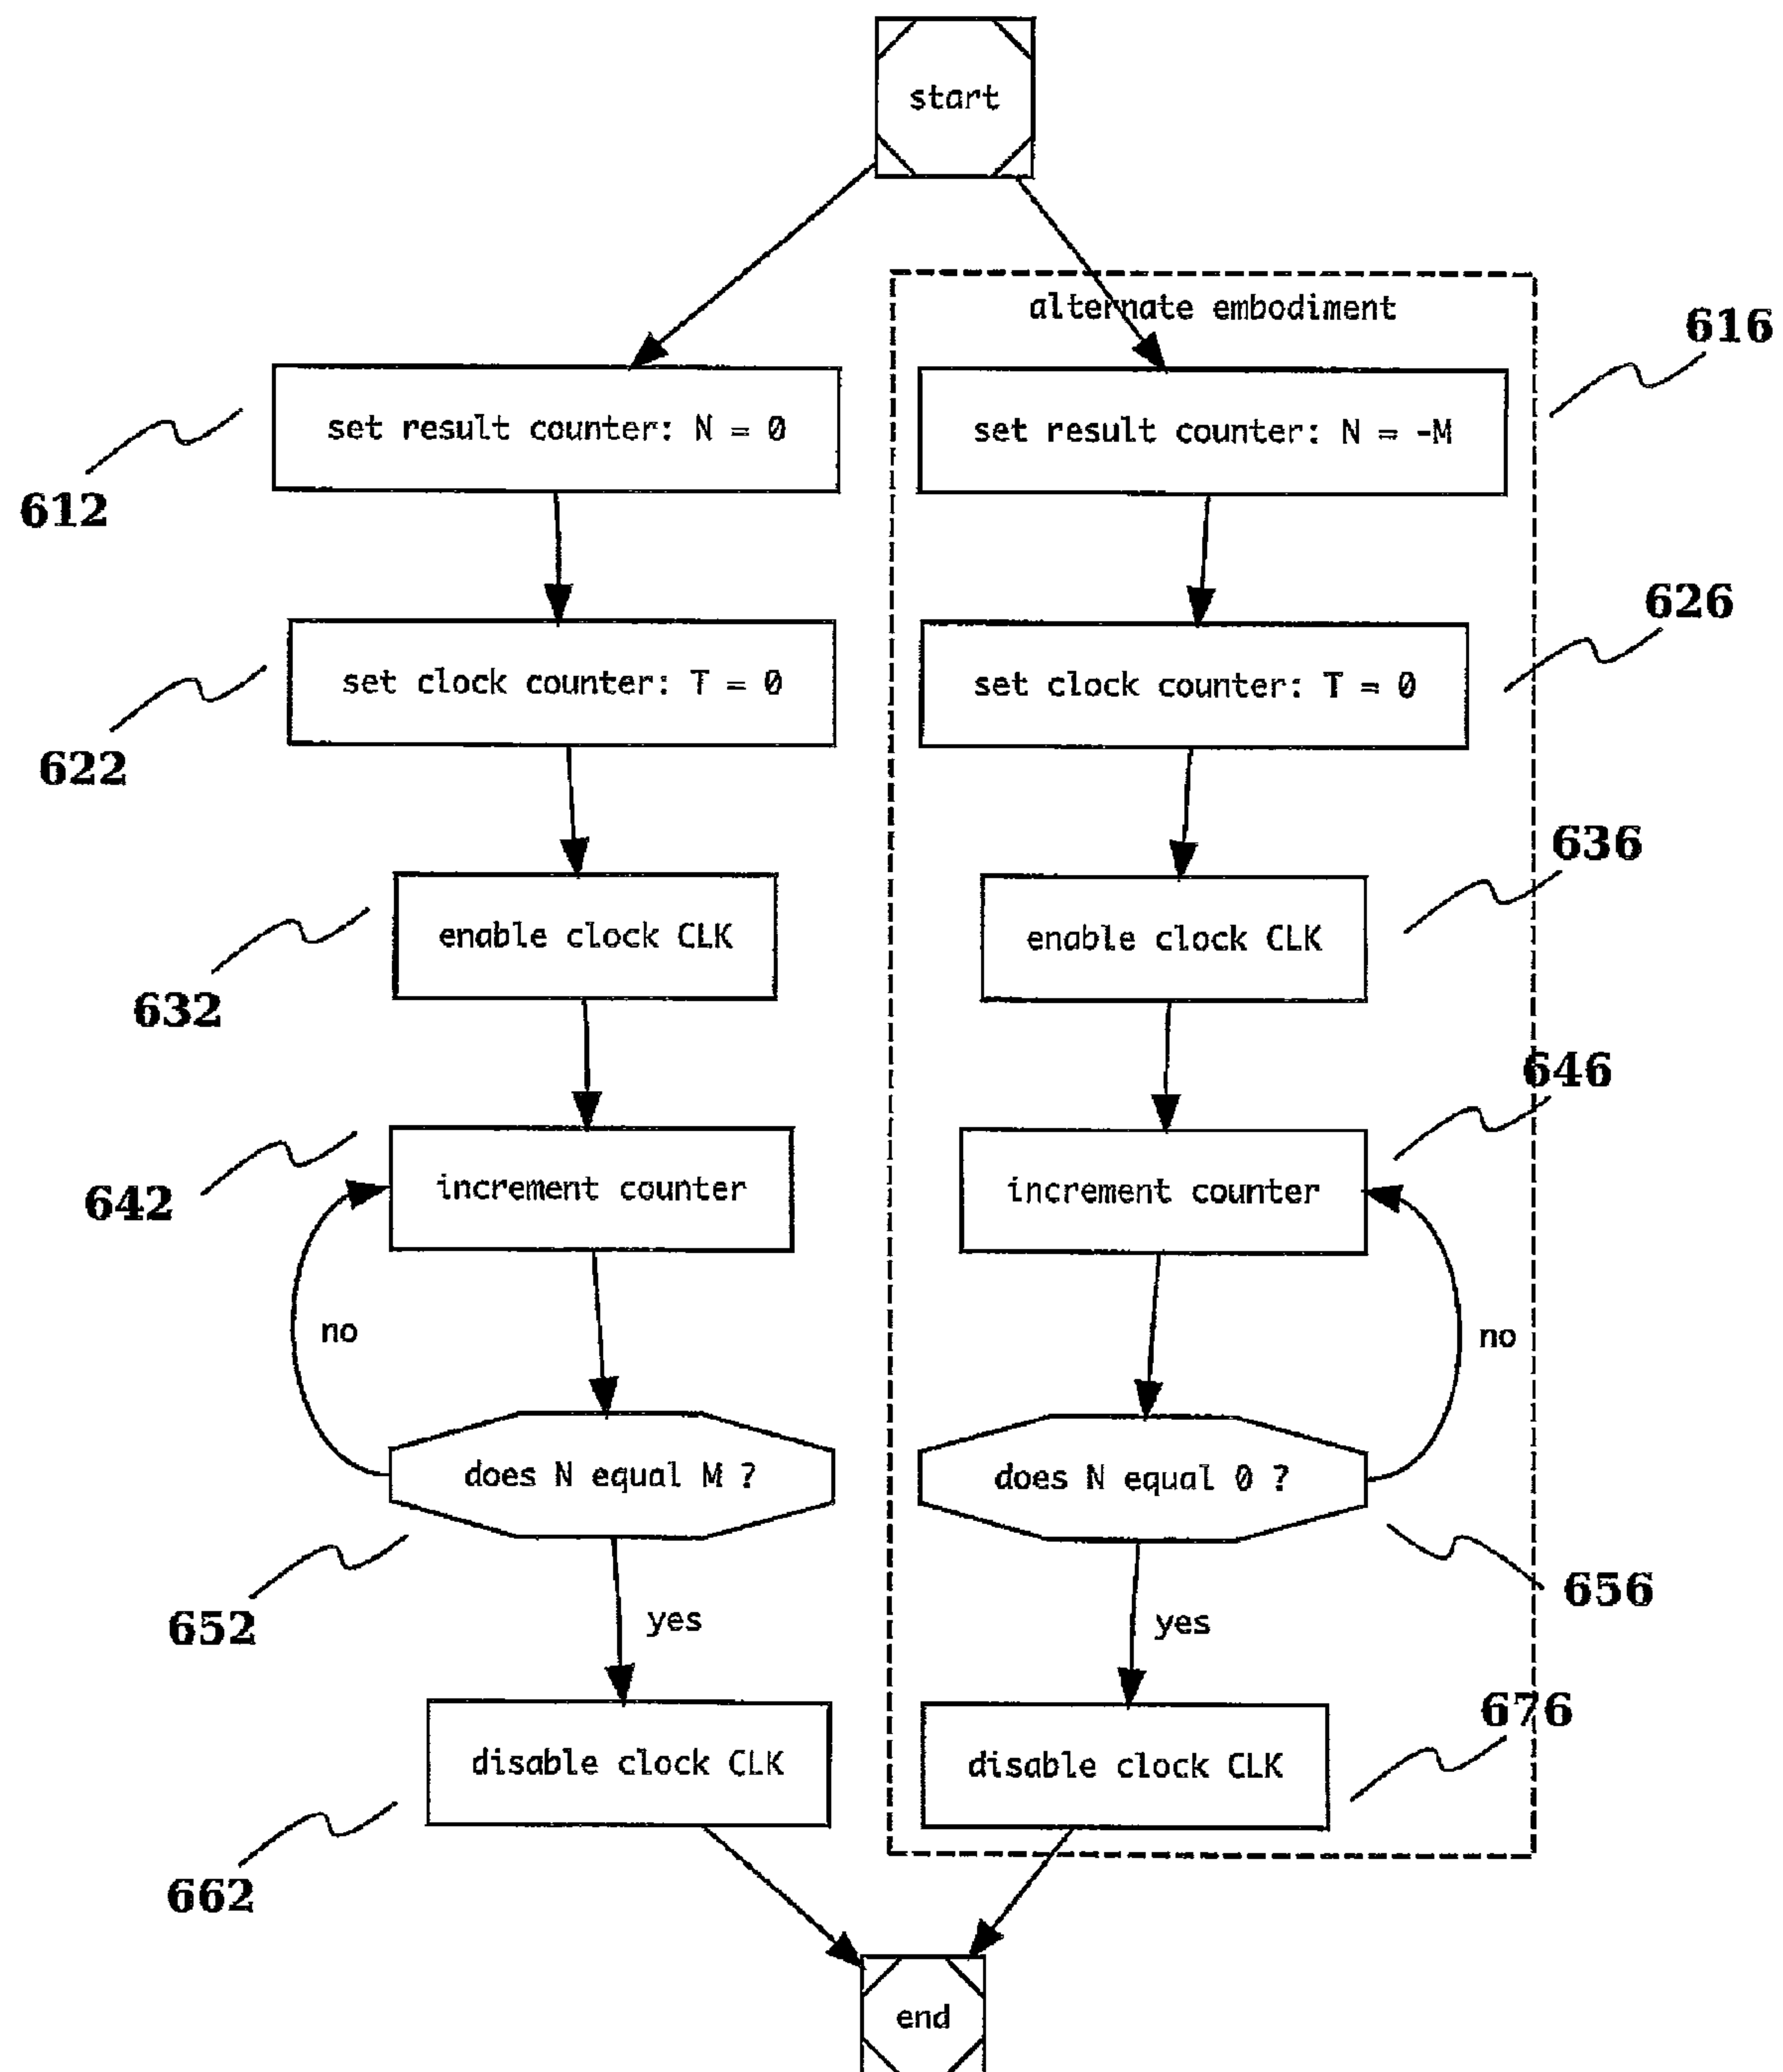 start
alternate embodiment
616
set result counter: N = 0
set result counter: N = -M
612
626
set clock counter: T = 0
set clock counter: T = 0
622
636
enable clock CLK
enable clock CLK
632
646
increment counter
increment counter
642
no
no
does N equal M ?
does N equal 0 ?
656
652
yes
yes
676
disable clock CLK
disable clock CLK
662
end